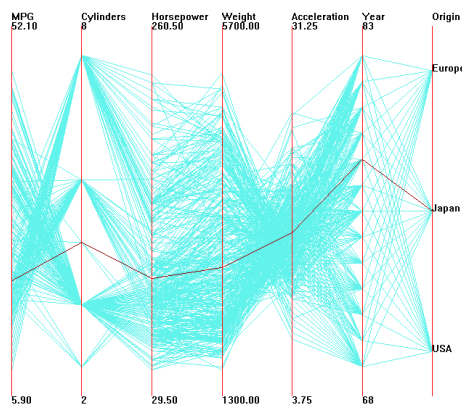 MPG Cylinders Horsepower Weight Acceleration Year Origin
52.10 8 260.50 5700.00 31.25 83
Europe
Japan
USA
5.90 2 29.50 1300.00 3.75 68